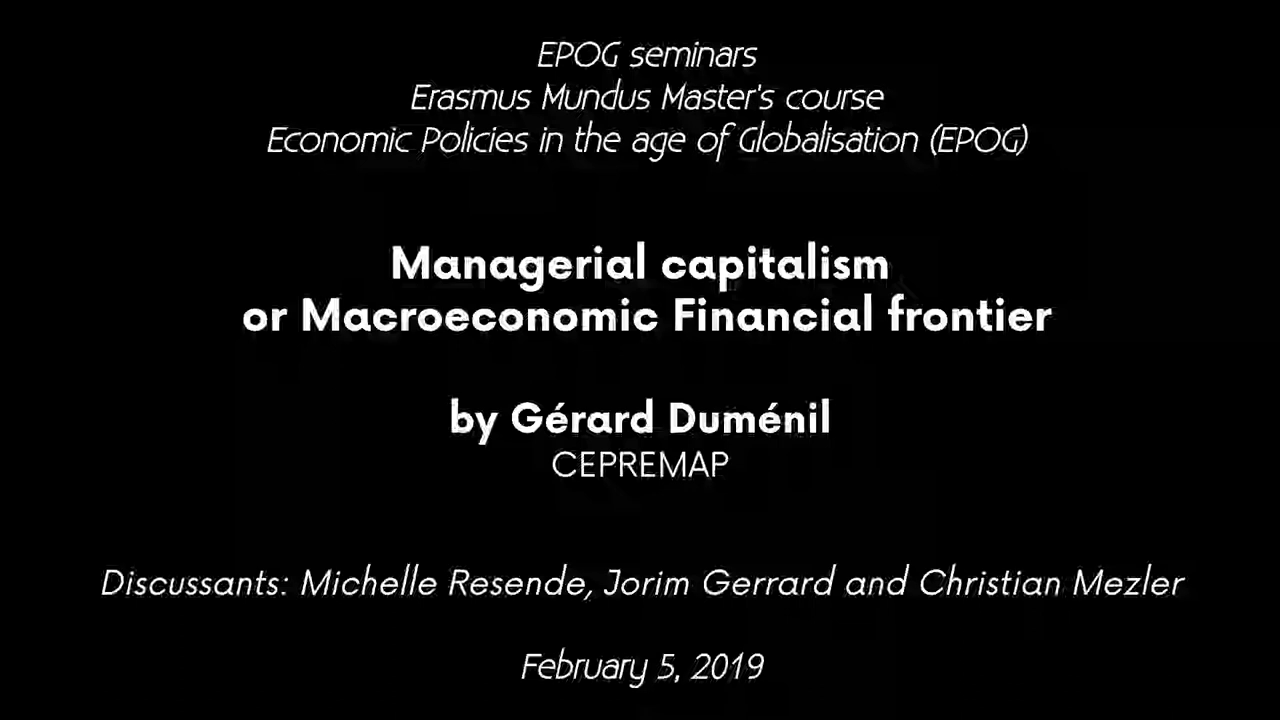 EPOG seminars
Erasmus Mundus Master's course
Economic Policies in the age of Globalisation (EPOG)
Managerial capitalism
or Macroeconomic Financial frontier
by Gérard Duménil
CEPREMAP
Discussants: Michelle Resende, Jorim Gerrard and Christian Mezler
February 5, 2019